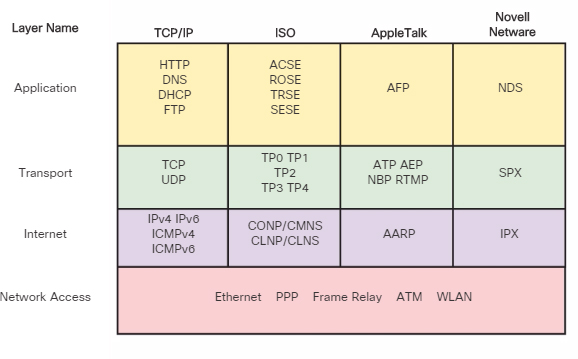 Layer Name
TCP/IP
ISO
AppleTalk
Novell
Netware
Application
HTTP
DNS
DHCP
FTP
ACSE
ROSE
TRSE
SESE
AFP
NDS
Transport
TCP
UDP
TP0 TP1
TP2
TP3 TP4
ATP AEP
NBP RTMP
SPX
Internet
IPv4 IPv6
ICMPv4
ICMPv6
CONP/CMNS
CLNP/CLNS
AARP
IPX
Network Access
Ethernet PPP Frame Relay ATM WLAN